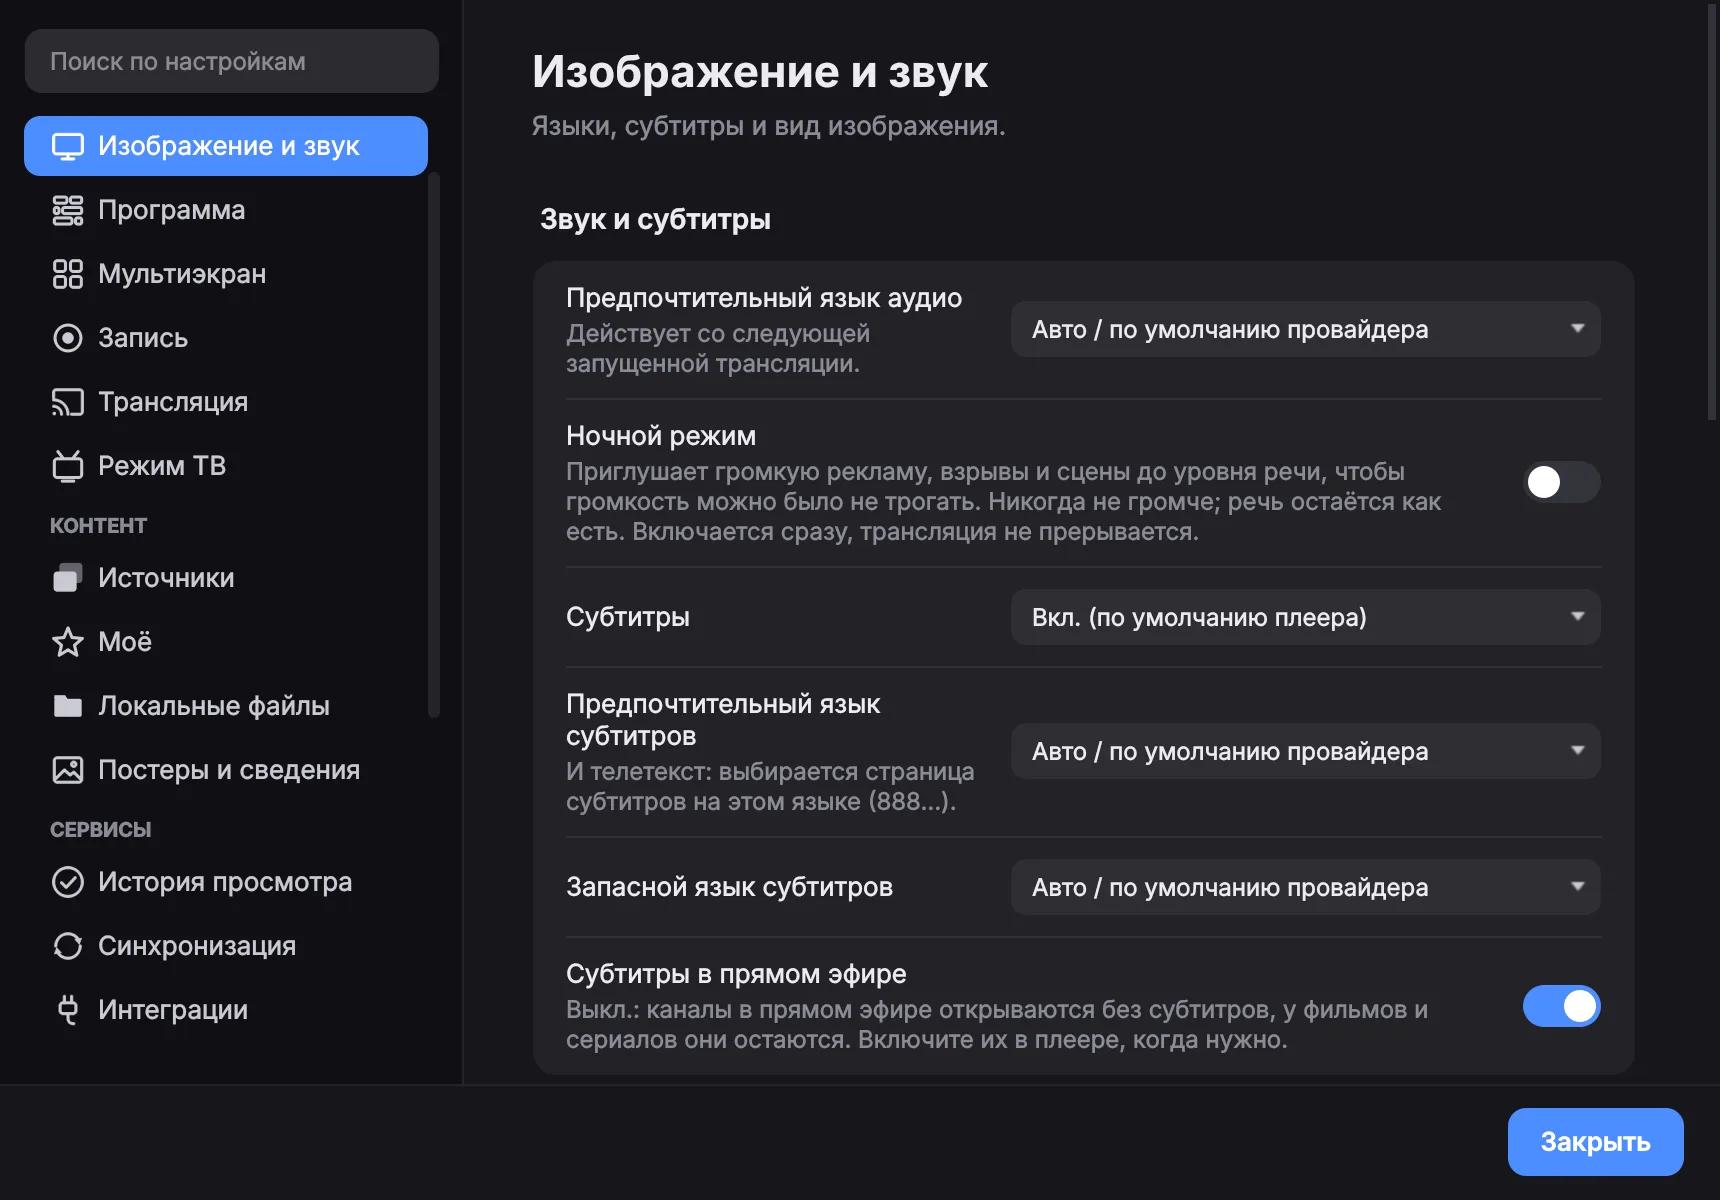 Поиск по настройкам
Изображение и звук
Программа
Мультиэкран
Запись
Трансляция
Режим ТВ
КОНТЕНТ
Источники
Моё
Локальные файлы
Постеры и сведения
СЕРВИСЫ
История просмотра
Синхронизация
Интеграции
Изображение и звук
Языки, субтитры и вид изображения.
Звук и субтитры
Предпочтительный язык аудио
Действует со следующей
запущенной трансляции.
Авто / по умолчанию провайдера
Ночной режим
Приглушает громкую рекламу, взрывы и сцены до уровня речи, чтобы
громкость можно было не трогать. Никогда не громче; речь остаётся как
есть. Включается сразу, трансляция не прерывается.
Субтитры
Вкл. (по умолчанию плеера)
Предпочтительный язык
субтитров
И телетекст: выбирается страница
субтитров на этом языке (888…).
Авто / по умолчанию провайдера
Запасной язык субтитров
Авто / по умолчанию провайдера
Субтитры в прямом эфире
Выкл.: каналы в прямом эфире открываются без субтитров, у фильмов и
сериалов они остаются. Включите их в плеере, когда нужно.
Закрыть